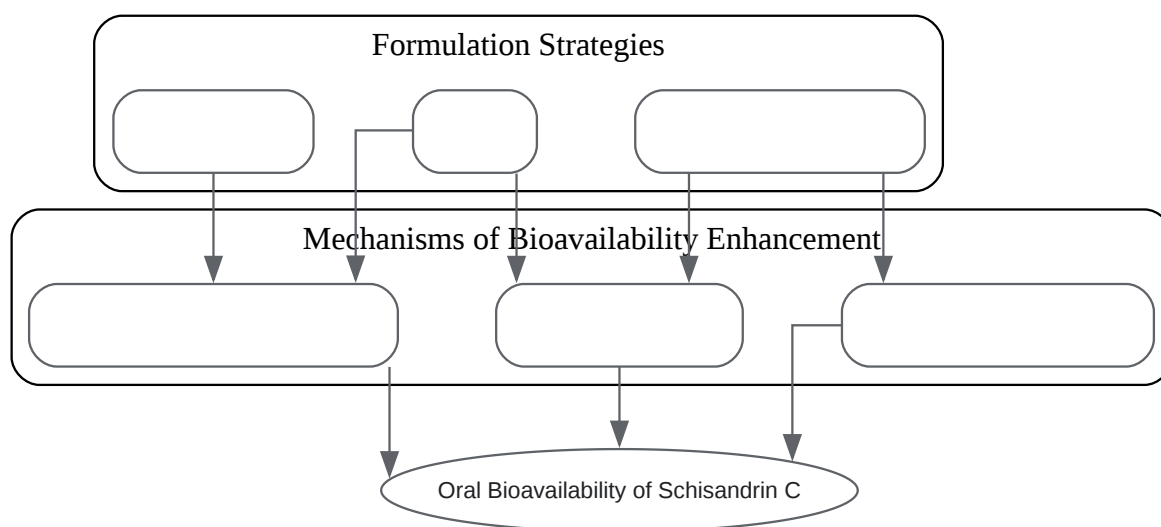 Formulation Strategies
Mechanisms of Bioavailability Enhancement
Oral Bioavailability of Schisandrin C